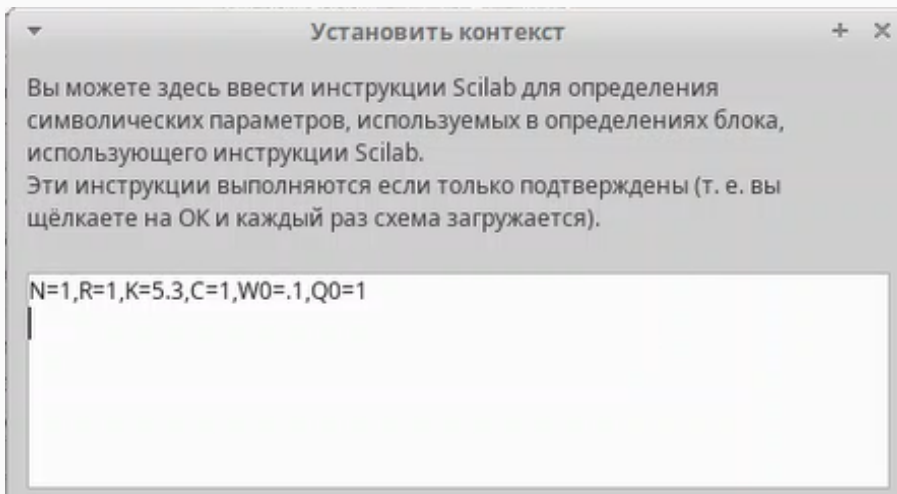 Установить контекст
Вы можете здесь ввести инструкции Scilab для определения
символических параметров, используемых в определениях блока,
использующего инструкции Scilab.
Эти инструкции выполняются если только подтверждены (т. е. вы
щёлкаете на ОК и каждый раз схема загружается).
N=1,R=1,K=5.3,C=1,W0=.1,Q0=1